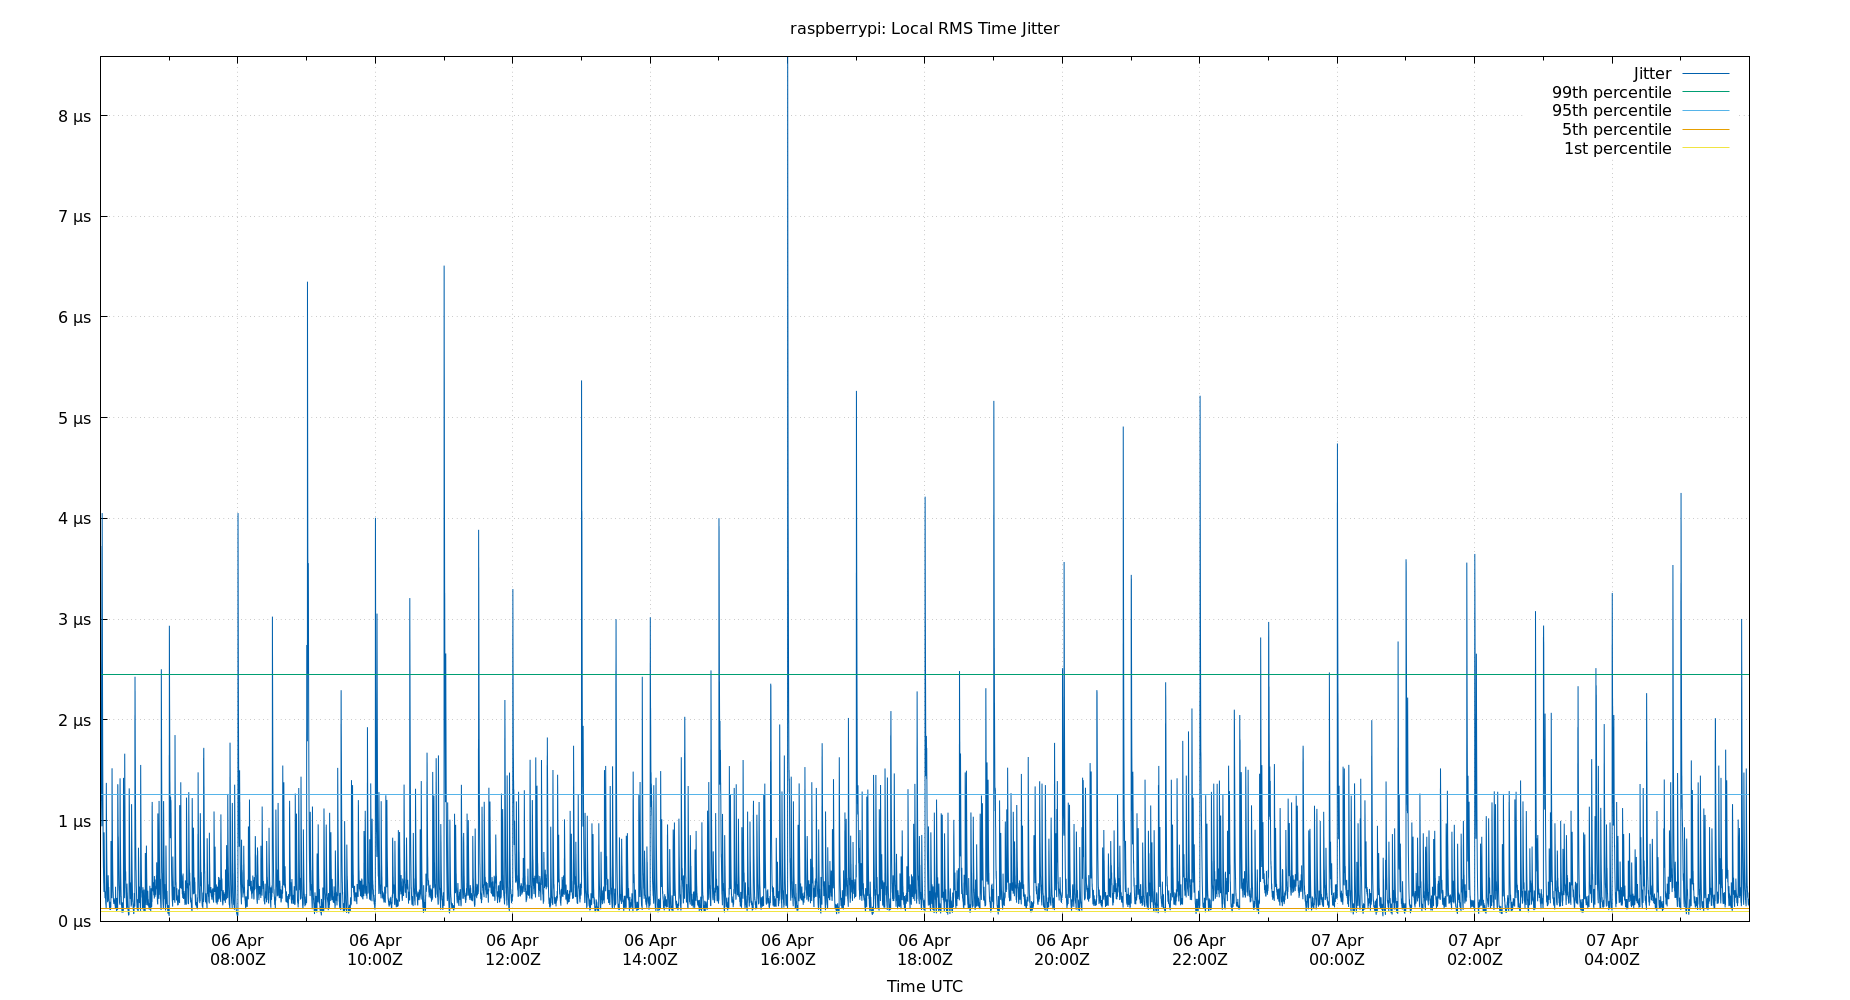 raspberrypi: Local RMS Time Jitter
Jitter
99th percentile
95th percentile
5th percentile
1st percentile
8 µs
7 µs
6 µs
5 µs
4 µs
3 µs
2 µs
1 µs
0 µs
06 Apr 06 Apr 06 Apr 06 Apr 06 Apr 06 Apr 06 Apr 06 Apr 07 Apr 07 Apr 07 Apr
08:00Z 10:00Z 12:00Z 14:00Z 16:00Z 18:00Z 20:00Z 22:00Z 00:00Z 02:00Z 04:00Z
Time UTC